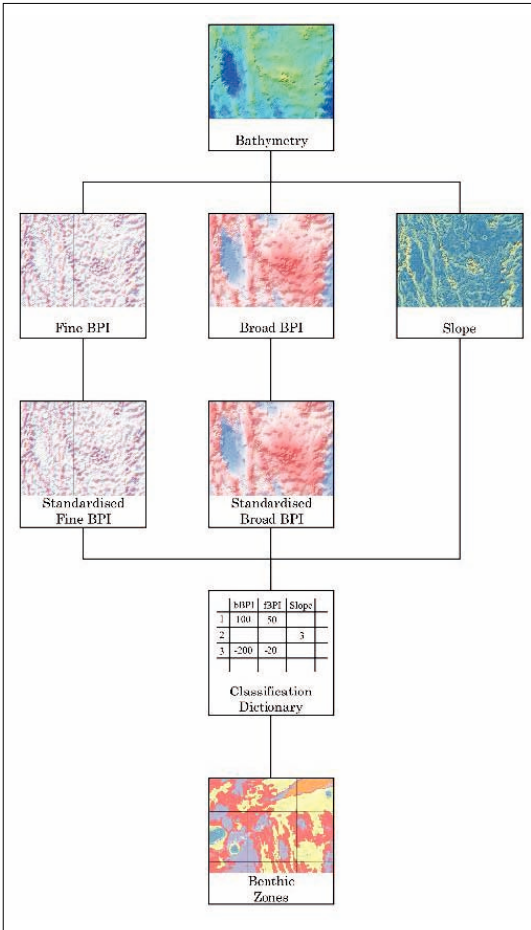 Bathymetry
Fine BPI
Broad BPI
Slope
Standardised
Fine BPI
Standardised
Broad BPI
bBPI fBPI Slope
1 100 50
2 3
3 -200 -20
Classification
Dictionary
Benthic
Zones